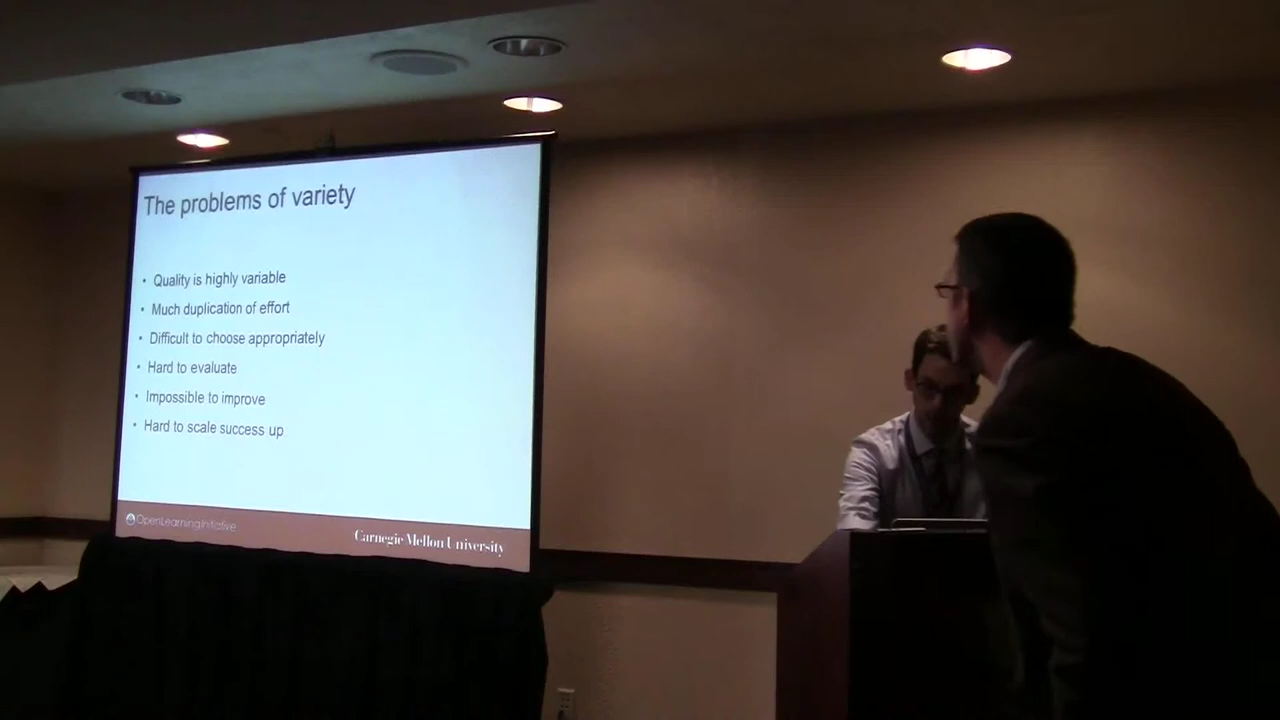 The problems of variety
• Quality is highly variable
• Much duplication of effort
• Difficult to choose appropriately
• Hard to evaluate
• Impossible to improve
• Hard to scale success up
OpenLearningInitiative
Carnegie Mellon University